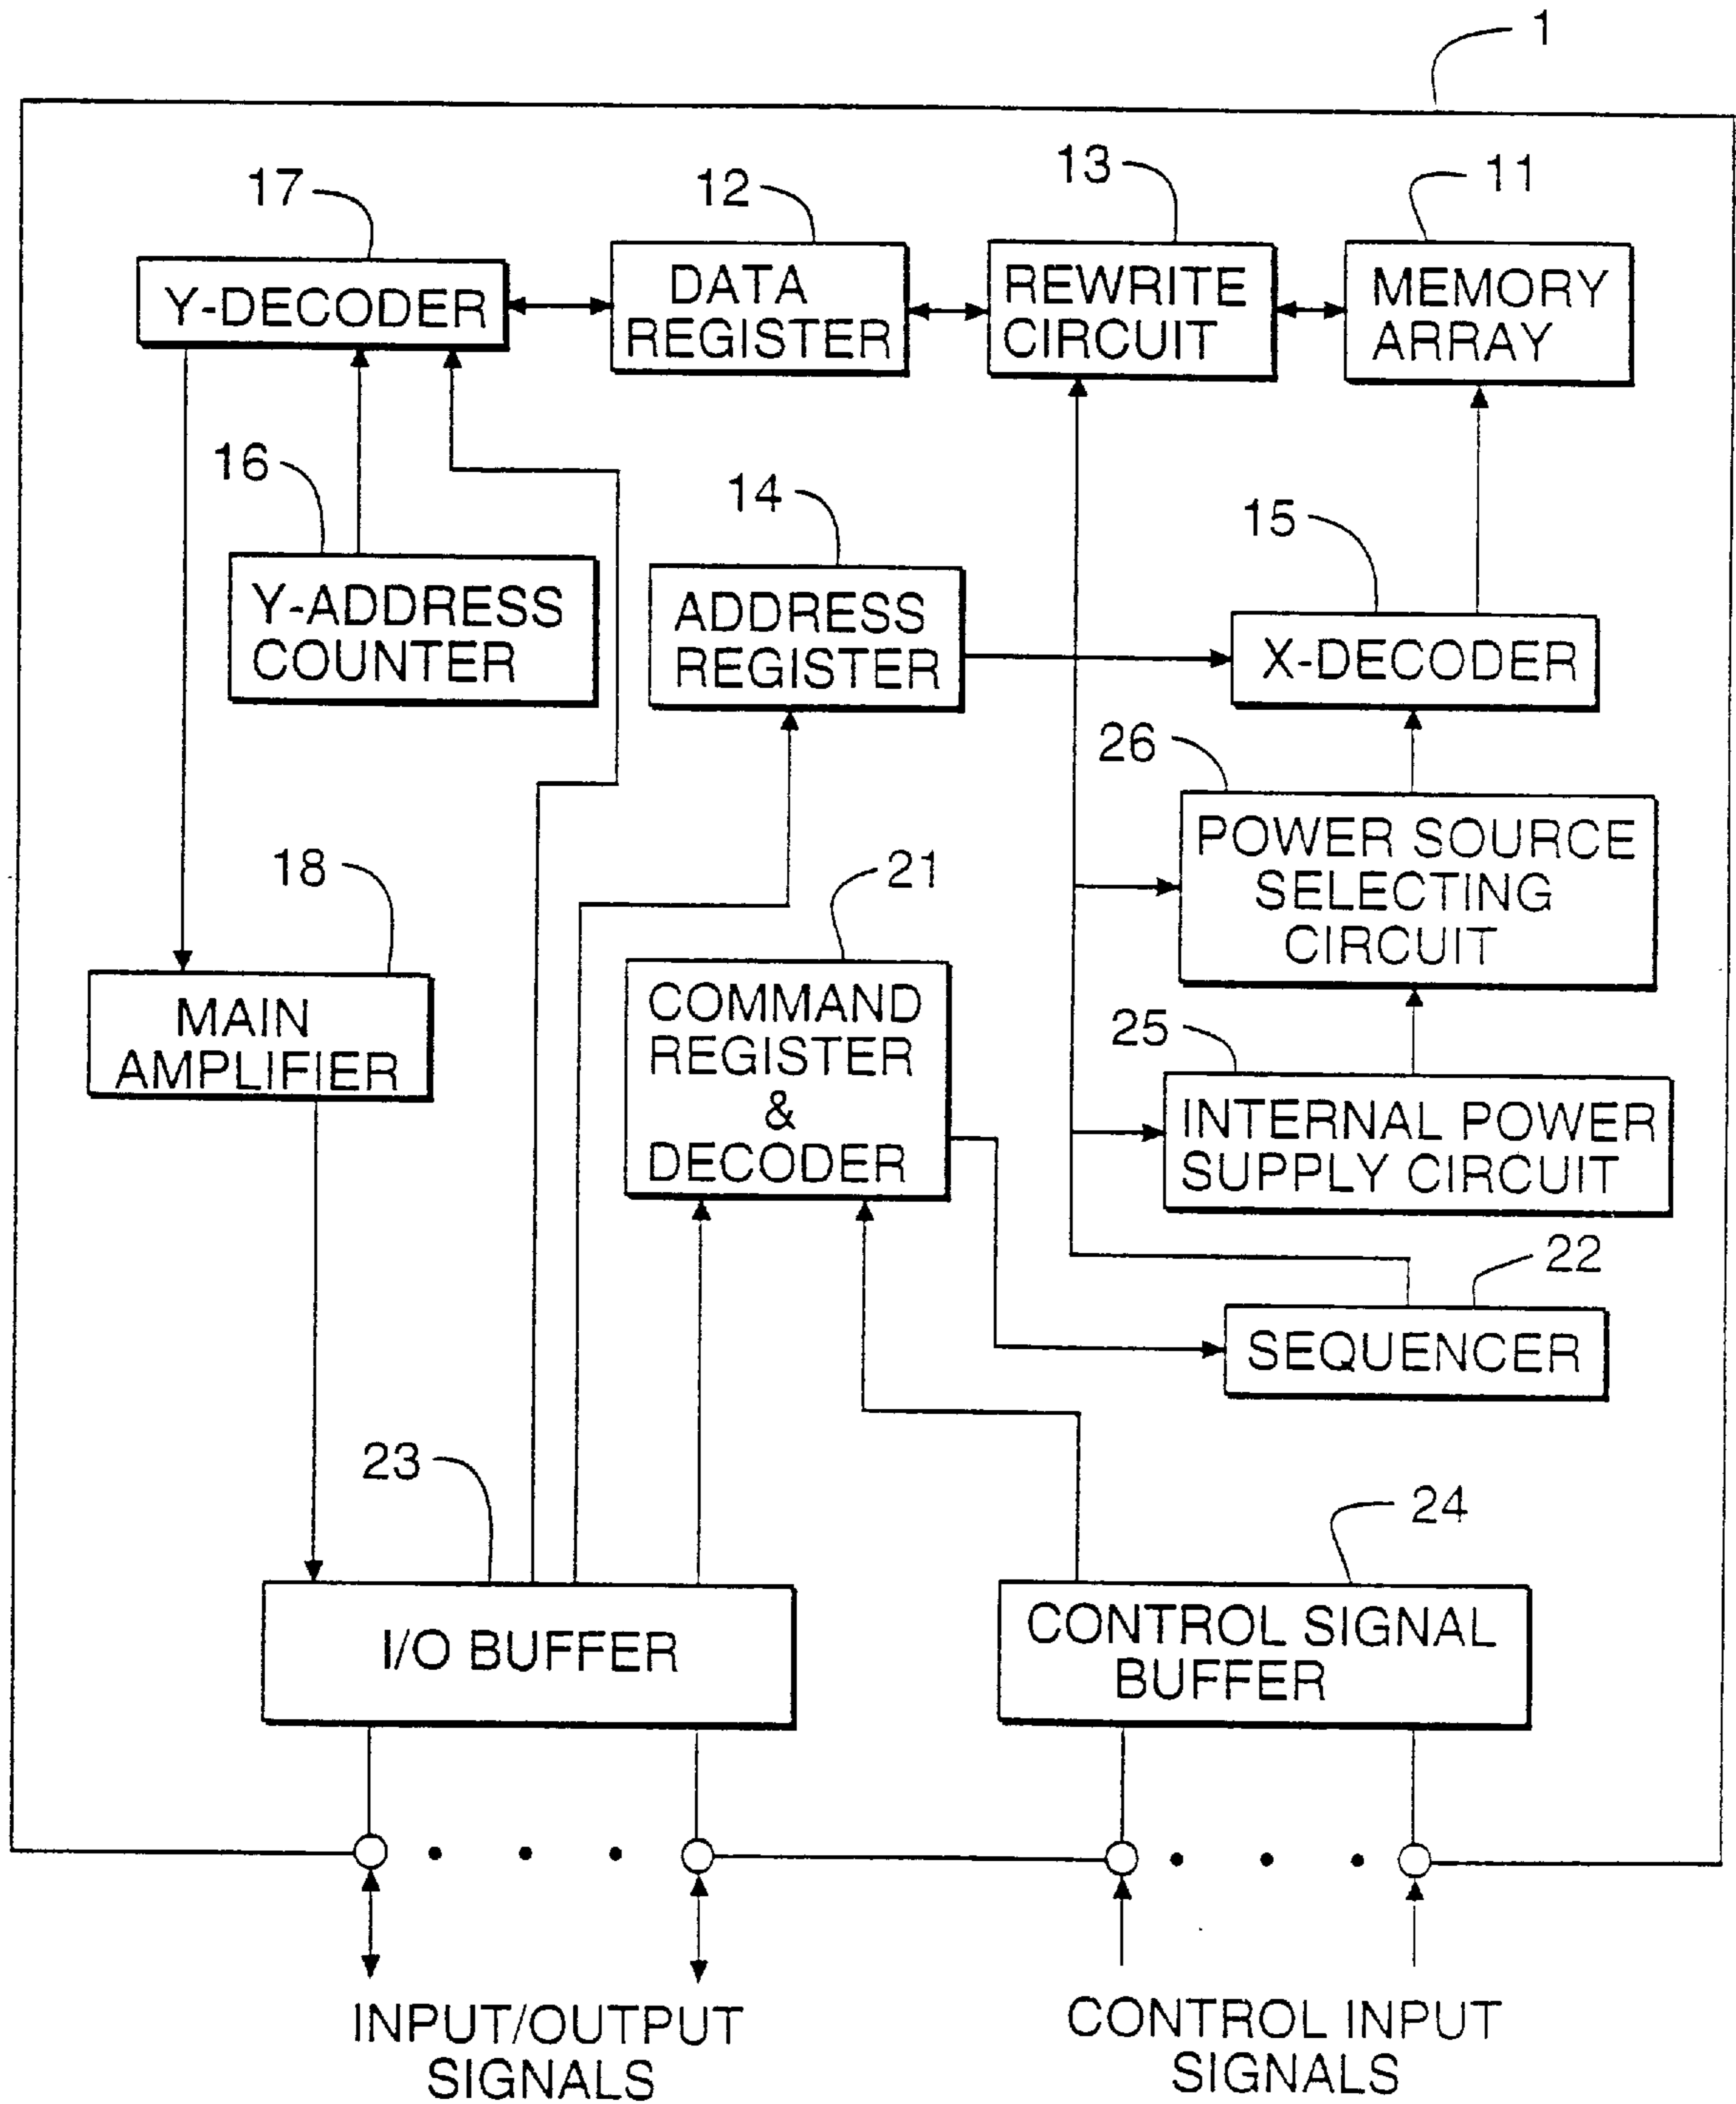 1
17
12
13
11
Y-DECODER
DATA
REGISTER
REWRITE
CIRCUIT
MEMORY
ARRAY
16
14
15
Y-ADDRESS
COUNTER
ADDRESS
REGISTER
X-DECODER
26
POWER SOURCE
SELECTING
CIRCUIT
18
21
MAIN
AMPLIFIER
COMMAND
REGISTER
&
DECODER
25
INTERNAL POWER
SUPPLY CIRCUIT
22
SEQUENCER
23
24
I/O BUFFER
CONTROL SIGNAL
BUFFER
INPUT/OUTPUT
SIGNALS
CONTROL INPUT
SIGNALS